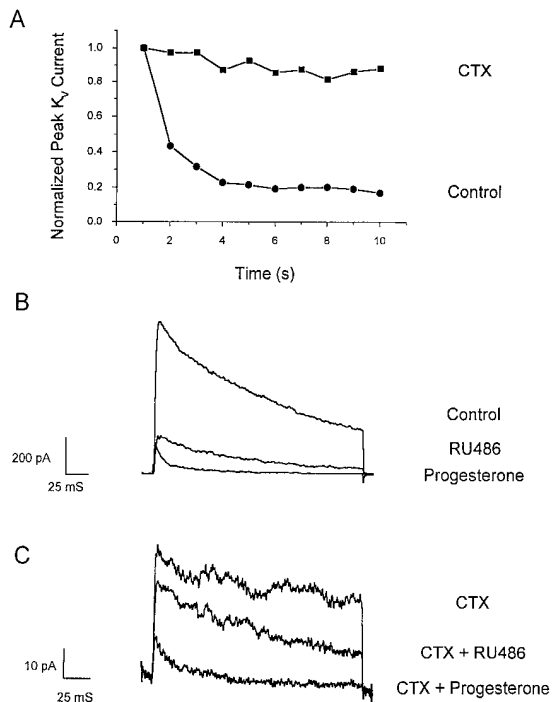 A
Normalized Peak Kv Current
1.0
0.8
0.6
0.4
0.2
0.0
0 2 4 6 8 10
Time (s)
CTX
Control
B
200 pA
25 mS
Control
RU486
Progesterone
C
10 pA
25 mS
CTX
CTX + RU486
CTX + Progesterone